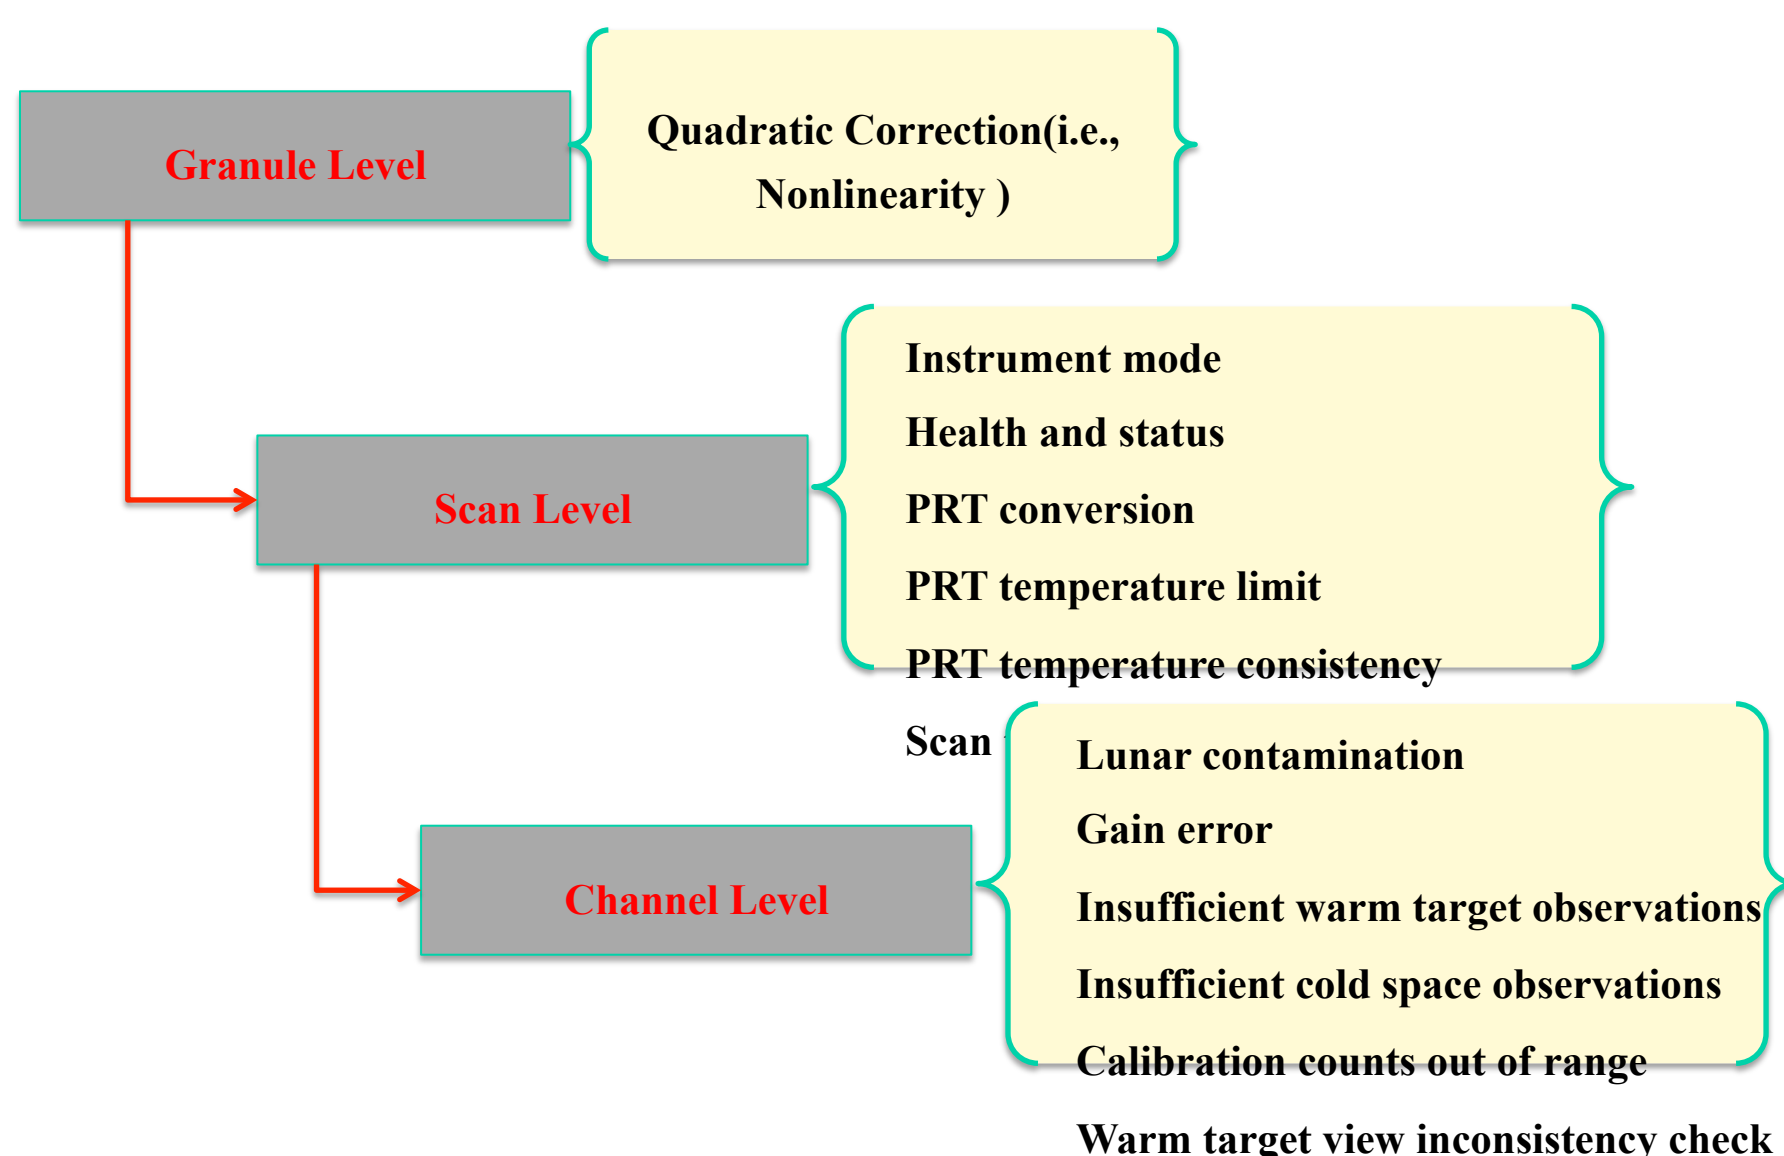 Granule Level
Quadratic Correction(i.e.,
Nonlinearity )
Scan Level
Instrument mode
Health and status
PRT conversion
PRT temperature limit
PRT temperature consistency
Scan
Channel Level
Lunar contamination
Gain error
Insufficient warm target observations
Insufficient cold space observations
Calibration counts out of range
Warm target view inconsistency check